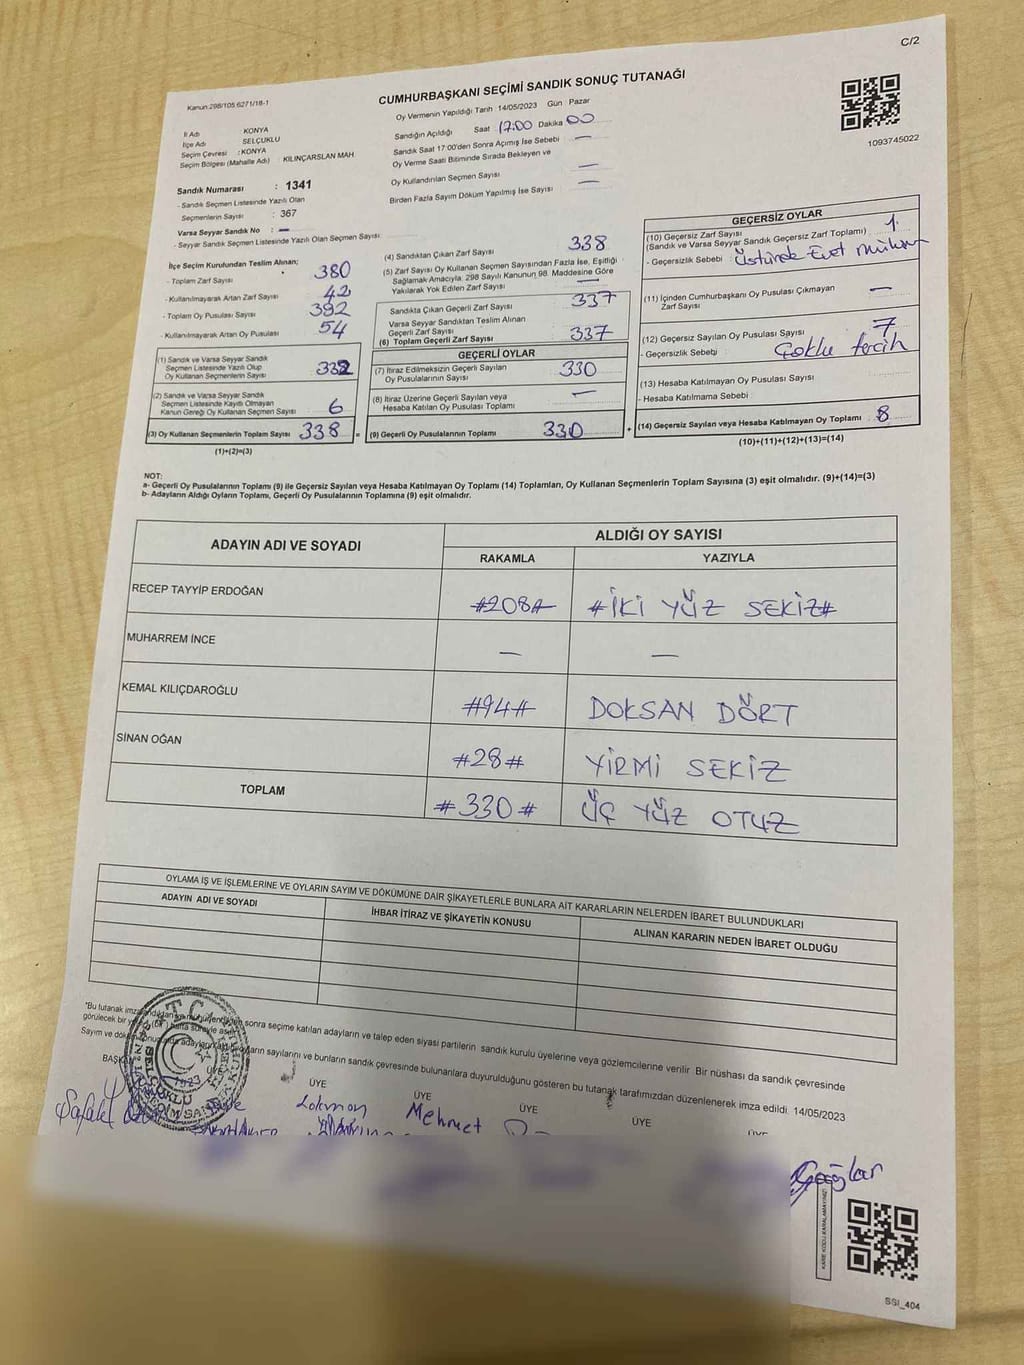 C/2
Kanun:298/105;6271/18-1
CUMHURBAŞKANI SEÇİMİ SANDIK SONUÇ TUTANAĞI
Oy Vermenin Yapıldığı Tarih 14/05/2023 Gün Pazar
İl Adı : KONYA
İlçe Adı : SELÇUKLU
Seçim Çevresi : KONYA
Seçim Bölgesi (Mahalle Adı) : KILINÇARSLAN MAH
Sandığın Açıldığı Saat 17:00 Dakika 00
Sandık Saat 17:00'den Sonra Açımış İse Sebebi —
Oy Verme Saati Bitiminde Sırada Bekleyen ve
Oy Kullandırılan Seçmen Sayısı —
Birden Fazla Sayım Döküm Yapılmış İse Sayısı —
1093745022
Sandık Numarası : 1341
- Sandık Seçmen Listesinde Yazılı Olan
Seçmenlerin Sayısı : 367
Varsa Seyyar Sandık No : —
- Seyyar Sandık Seçmen Listesinde Yazılı Olan Seçmen Sayısı:
İlçe Seçim Kurulundan Teslim Alınan;
- Toplam Zarf Sayısı 380
- Kullanılmayarak Artan Zarf Sayısı 42
- Toplam Oy Pusulası Sayısı 392
- Kullanılmayarak Artan Oy Pusulası 54
(1) Sandık ve Varsa Seyyar Sandık
Seçmen Listesinde Yazılı Olup
Oy Kullanan Seçmenlerin Sayısı 332
(2) Sandık ve Varsa Seyyar Sandık
Seçmen Listesinde Kayıtlı Olmayan
Kanun Gereği Oy Kullanan Seçmen Sayısı 6
(3) Oy Kullanan Seçmenlerin Toplam Sayısı 338 =
(1)+(2)=(3)
(4) Sandıktan Çıkan Zarf Sayısı 338
(5) Zarf Sayısı Oy Kullanan Seçmen Sayısından Fazla İse, Eşitliği
Sağlamak Amacıyla; 298 Sayılı Kanunun 98. Maddesine Göre
Yakılarak Yok Edilen Zarf Sayısı —
Sandıkta Çıkan Geçerli Zarf Sayısı 337
Varsa Seyyar Sandıktan Teslim Alınan
Geçerli Zarf Sayısı
(6) Toplam Geçerli Zarf Sayısı 337
GEÇERLİ OYLAR
(7) İtiraz Edilmeksizin Geçerli Sayılan
Oy Pusulalarının Sayısı 330
(8) İtiraz Üzerine Geçerli Sayılan veya
Hesaba Katılan Oy Pusulası Toplamı —
(9) Geçerli Oy Pusulalarının Toplamı 330 +
GEÇERSİZ OYLAR
(10) Geçersiz Zarf Sayısı
(Sandık ve Varsa Seyyar Sandık Geçersiz Zarf Toplamı) 1
- Geçersizlik Sebebi : Üstünde Evet mühürü
(11) İçinden Cumhurbaşkanı Oy Pusulası Çıkmayan
Zarf Sayısı —
(12) Geçersiz Sayılan Oy Pusulası Sayısı 7
- Geçersizlik Sebebi : Çoklu tercih
(13) Hesaba Katılmayan Oy Pusulası Sayısı
- Hesaba Katılmama Sebebi :
(14) Geçersiz Sayılan veya Hesaba Katılmayan Oy Toplamı 8
(10)+(11)+(12)+(13)=(14)
NOT:
a- Geçerli Oy Pusulalarının Toplamı (9) ile Geçersiz Sayılan veya Hesaba Katılmayan Oy Toplamı (14) Toplamları, Oy Kullanan Seçmenlerin Toplam Sayısına (3) eşit olmalıdır. (9)+(14)=(3)
b- Adayların Aldığı Oyların Toplamı, Geçerli Oy Pusulalarının Toplamına (9) eşit olmalıdır.
ADAYIN ADI VE SOYADI
ALDIĞI OY SAYISI
RAKAMLA YAZIYLA
RECEP TAYYİP ERDOĞAN #208# #İKİ YÜZ SEKİZ#
MUHARREM İNCE — —
KEMAL KILIÇDAROĞLU #94# DOKSAN DÖRT
SİNAN OĞAN #28# YİRMİ SEKİZ
TOPLAM #330# ÜÇ YÜZ OTUZ
OYLAMA İŞ VE İŞLEMLERİNE VE OYLARIN SAYIM VE DÖKÜMÜNE DAİR ŞİKAYETLERLE BUNLARA AİT KARARLARIN NELERDEN İBARET BULUNDUKLARI
ADAYIN ADI VE SOYADI İHBAR İTİRAZ VE ŞİKAYETİN KONUSU ALINAN KARARIN NEDEN İBARET OLDUĞU
*Bu tutanak sonra seçime katılan adayların ve talep eden siyasi partilerin sandık kurulu üyelerine veya gözlemcilerine verilir Bir nüshası da sandık çevresinde
görülecek bir hafta süreyle
Sayım ve sayılarını ve bunların sandık çevresinde bulunanlara duyurulduğunu gösteren bu tutanak tarafımızdan düzenlenerek imza edildi. 14/05/2023
ÜYE ÜYE ÜYE ÜYE ÜYE
T.C.
SELÇUKLU
Lokman Mehmet
KARE KODU KARALAMAYINIZ
SSI_404